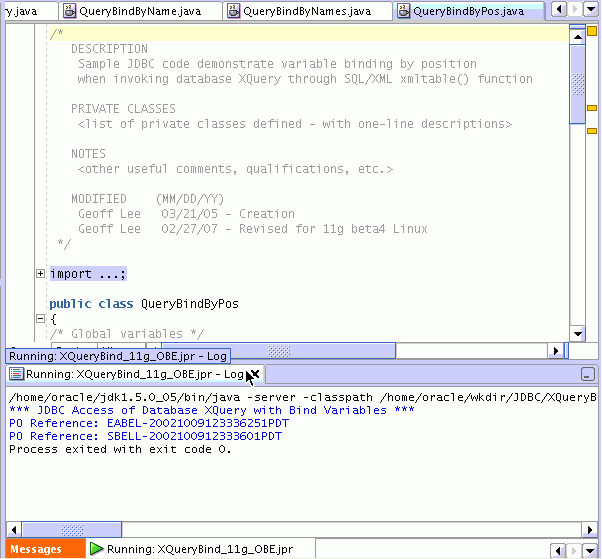 ry.java QueryBindByName.java QueryBindByNames.java QueryBindByPos.java
/*
DESCRIPTION
Sample JDBC code demonstrate variable binding by position
when invoking database XQuery through SQL/XML xmltable() function
PRIVATE CLASSES
<list of private classes defined - with one-line descriptions>
NOTES
<other useful comments, qualifications, etc.>
MODIFIED (MM/DD/YY)
Geoff Lee 03/21/05 - Creation
Geoff Lee 02/27/07 - Revised for 11g beta4 Linux
*/
import ...;
public class QueryBindByPos
{
/* Global variables */
Running: XQueryBind_11g_OBE.jpr - Log
Running: XQueryBind_11g_OBE.jpr - Log
/home/oracle/jdk1.5.0_05/bin/java -server -classpath /home/oracle/wkdir/JDBC/XQueryB
*** JDBC Access of Database XQuery with Bind Variables ***
PO Reference: EABEL-20021009123336251PDT
PO Reference: SBELL-2002100912333601PDT
Process exited with exit code 0.
Messages Running: XQueryBind_11g_OBE.jpr